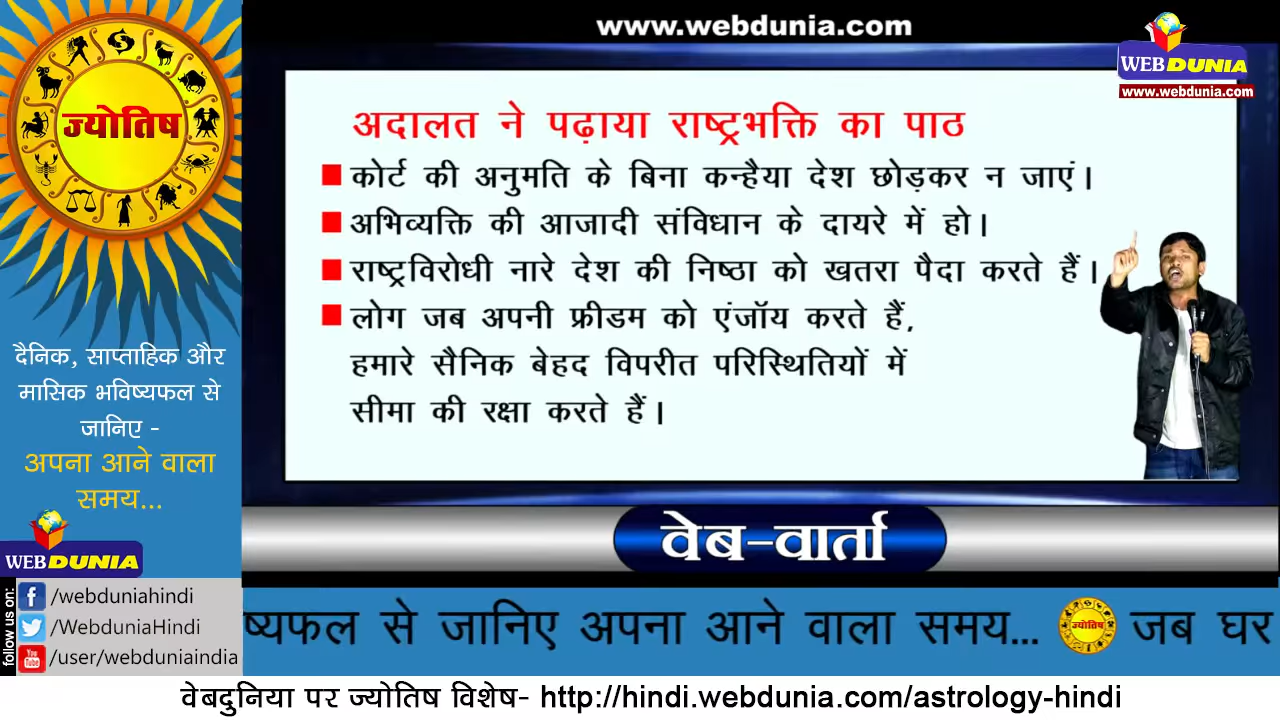 www.webdunia.com
WEBDUNIA
www.webdunia.com
ज्योतिष
अदालत ने पढ़ाया राष्ट्रभक्ति का पाठ
कोर्ट की अनुमति के बिना कन्हैया देश छोड़कर न जाएं।
अभिव्यक्ति की आजादी संविधान के दायरे में हो।
राष्ट्रविरोधी नारे देश की निष्ठा को खतरा पैदा करते हैं।
लोग जब अपनी फ्रीडम को एंजॉय करते हैं,
हमारे सैनिक बेहद विपरीत परिस्थितियों में
सीमा की रक्षा करते हैं।
दैनिक, साप्ताहिक और
मासिक भविष्यफल से
जानिए -
अपना आने वाला
समय...
WEBDUNIA
वेब-वार्ता
follow us on:
/webduniahindi
/WebduniaHindi
You Tube /user/webduniaindia
ष्यफल से जानिए अपना आने वाला समय... ज्योतिष जब घर
वेबदुनिया पर ज्योतिष विशेष- http://hindi.webdunia.com/astrology-hindi